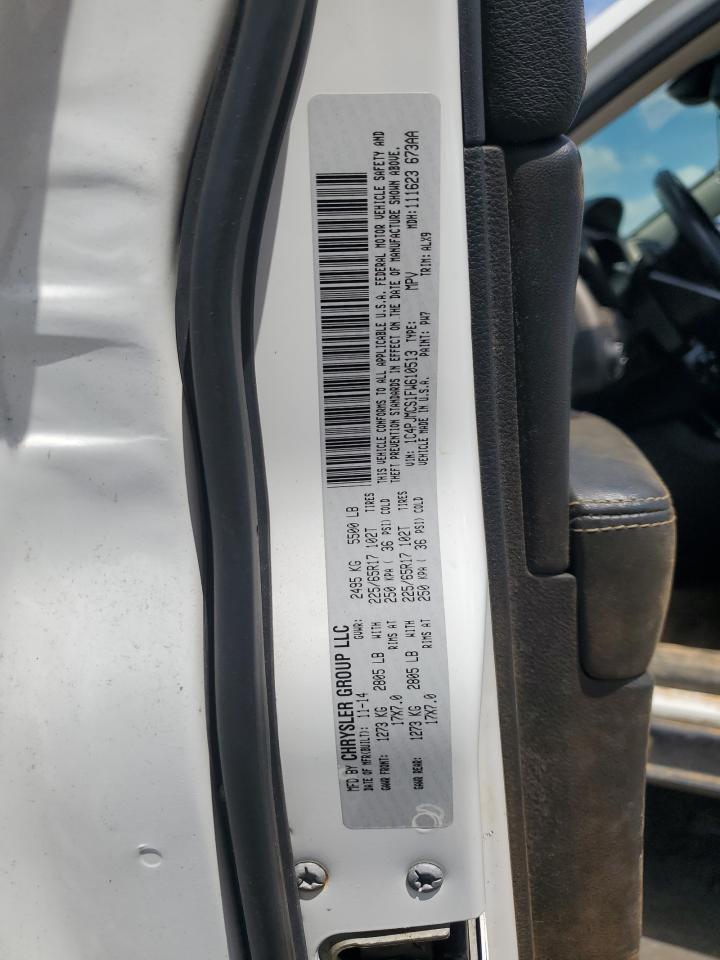 MFD BY CHRYSLER GROUP LLC
DATE OF MFR(BUILT): 11-14 GVWR: 2495 KG 5500 LB
GAWR FRONT: 1273 KG 2805 LB WITH 225/65R17 102T TIRES
17X7.0 RIMS AT 250 KPA ( 36 PSI) COLD
GAWR REAR: 1273 KG 2805 LB WITH 225/65R17 102T TIRES
17X7.0 RIMS AT 250 KPA ( 36 PSI) COLD
THIS VEHICLE CONFORMS TO ALL APPLICABLE U.S.A. FEDERAL MOTOR VEHICLE SAFETY AND
THEFT PREVENTION STANDARDS IN EFFECT ON THE DATE OF MANUFACTURE SHOWN ABOVE.
VIN: 1C4PJMCS1FW610513 TYPE: MPV MDH: 111623 673AA
VEHICLE MADE IN U.S.A. PAINT: PW7 TRIM: ALX9